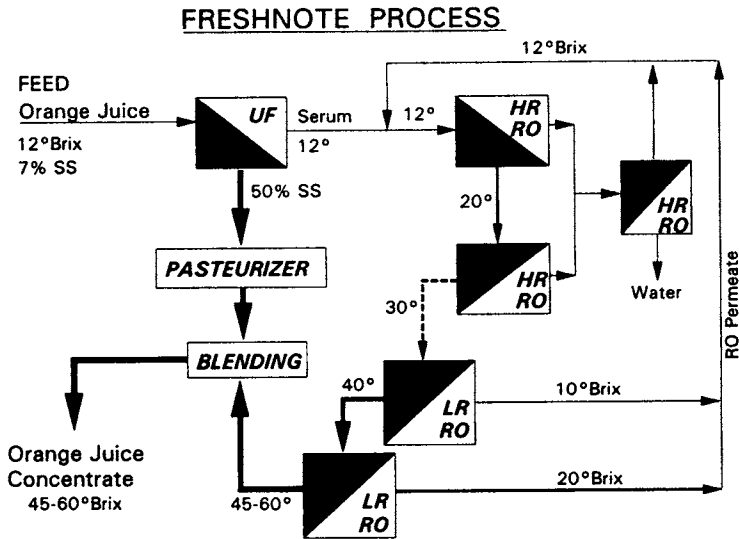 FRESHNOTE PROCESS
12°Brix
FEED
Orange Juice
12°Brix
7% SS
UF
Serum
12°
12°
HR
RO
50% SS
20°
HR
RO
HR
RO
Water
PASTEURIZER
30°
RO Permeate
BLENDING
40°
LR
RO
10°Brix
Orange Juice
Concentrate
45-60°Brix
45-60°
LR
RO
20°Brix